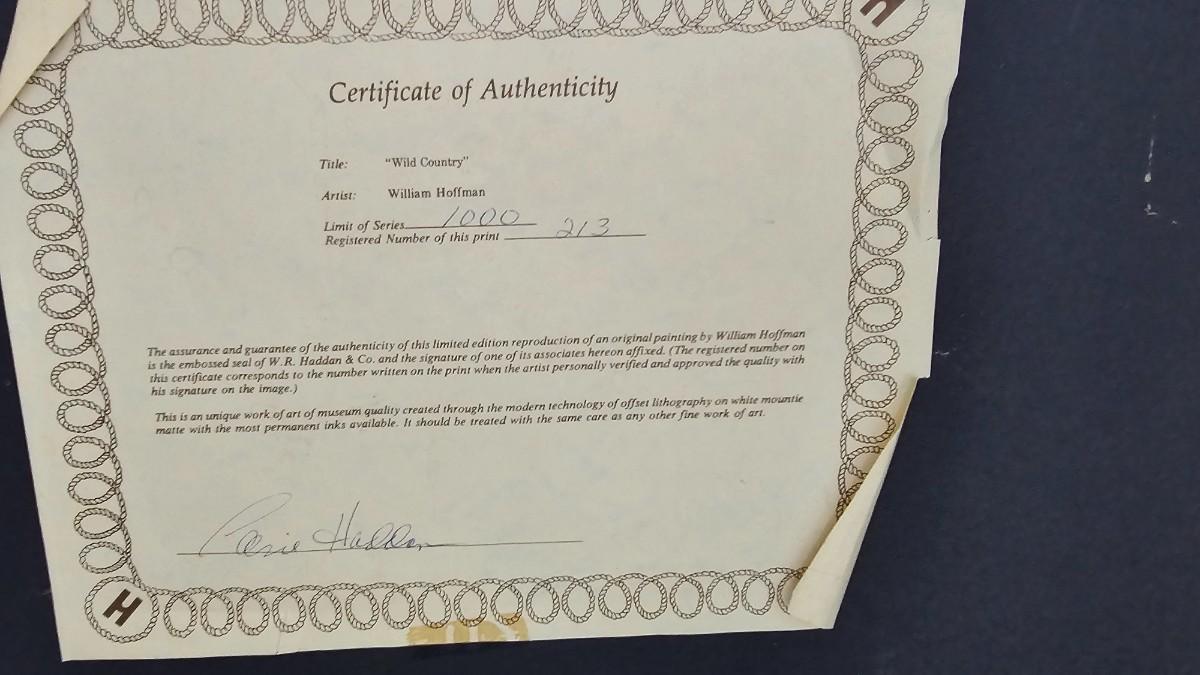 H
Certificate of Authenticity
Title: "Wild Country"
Artist: William Hoffman
Limit of Series 1000
Registered Number of this print 213
The assurance and guarantee of the authenticity of this limited edition reproduction of an original painting by William Hoffman
is the embossed seal of W.R. Haddan & Co. and the signature of one of its associates hereon affixed. (The registered number on
this certificate corresponds to the number written on the print when the artist personally verified and approved the quality with
his signature on the image.)
This is an unique work of art of museum quality created through the modern technology of offset lithography on white mountie
matte with the most permanent inks available. It should be treated with the same care as any other fine work of art.
Haddan
H